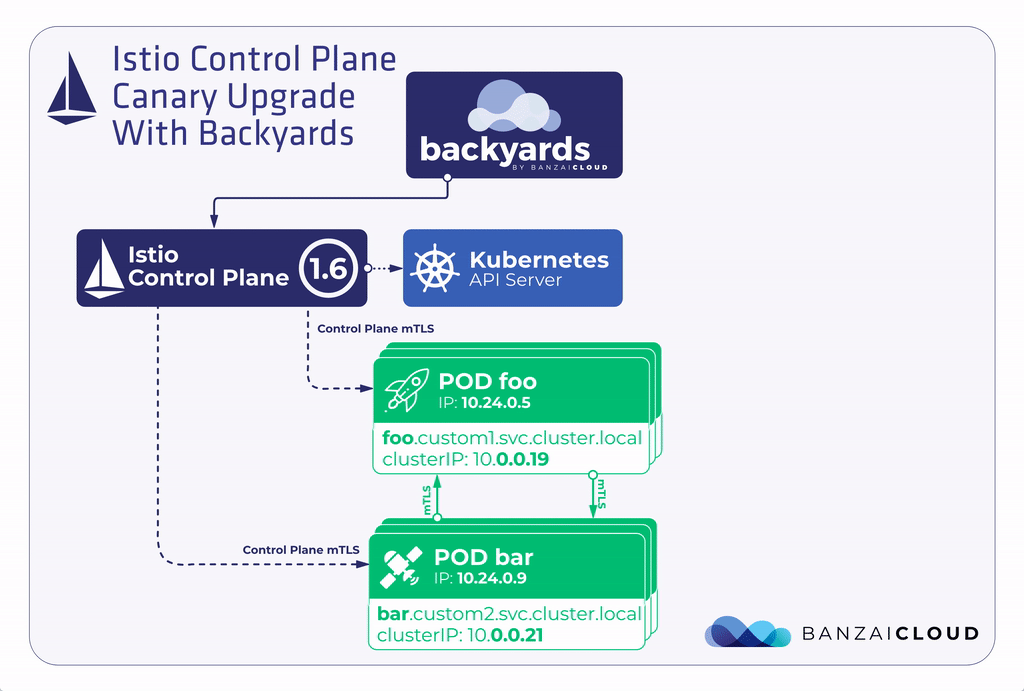 Istio Control Plane
Canary Upgrade
With Backyards
backyards
BY BANZAICLOUD
Istio
Control Plane
1.6
Kubernetes
API Server
Control Plane mTLS
POD foo
IP: 10.24.0.5
foo.custom1.svc.cluster.local
clusterIP: 10.0.0.19
mTLS
mTLS
Control Plane mTLS
POD bar
IP: 10.24.0.9
bar.custom2.svc.cluster.local
clusterIP: 10.0.0.21
BANZAICLOUD